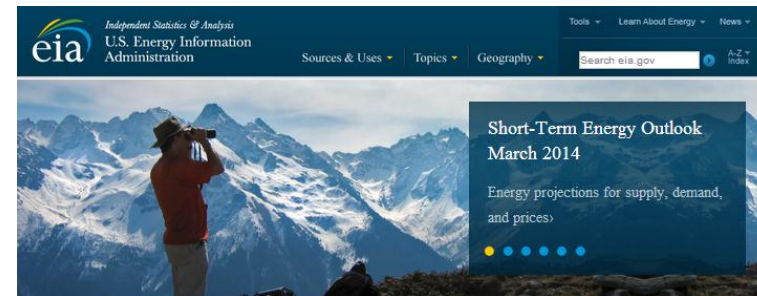 eia
Independent Statistics & Analysis
U.S. Energy Information
Administration
Tools
Learn About Energy
News
Sources & Uses
Topics
Geography
Search eia.gov
A-Z
Index
Short-Term Energy Outlook
March 2014
Energy projections for supply, demand,
and prices›